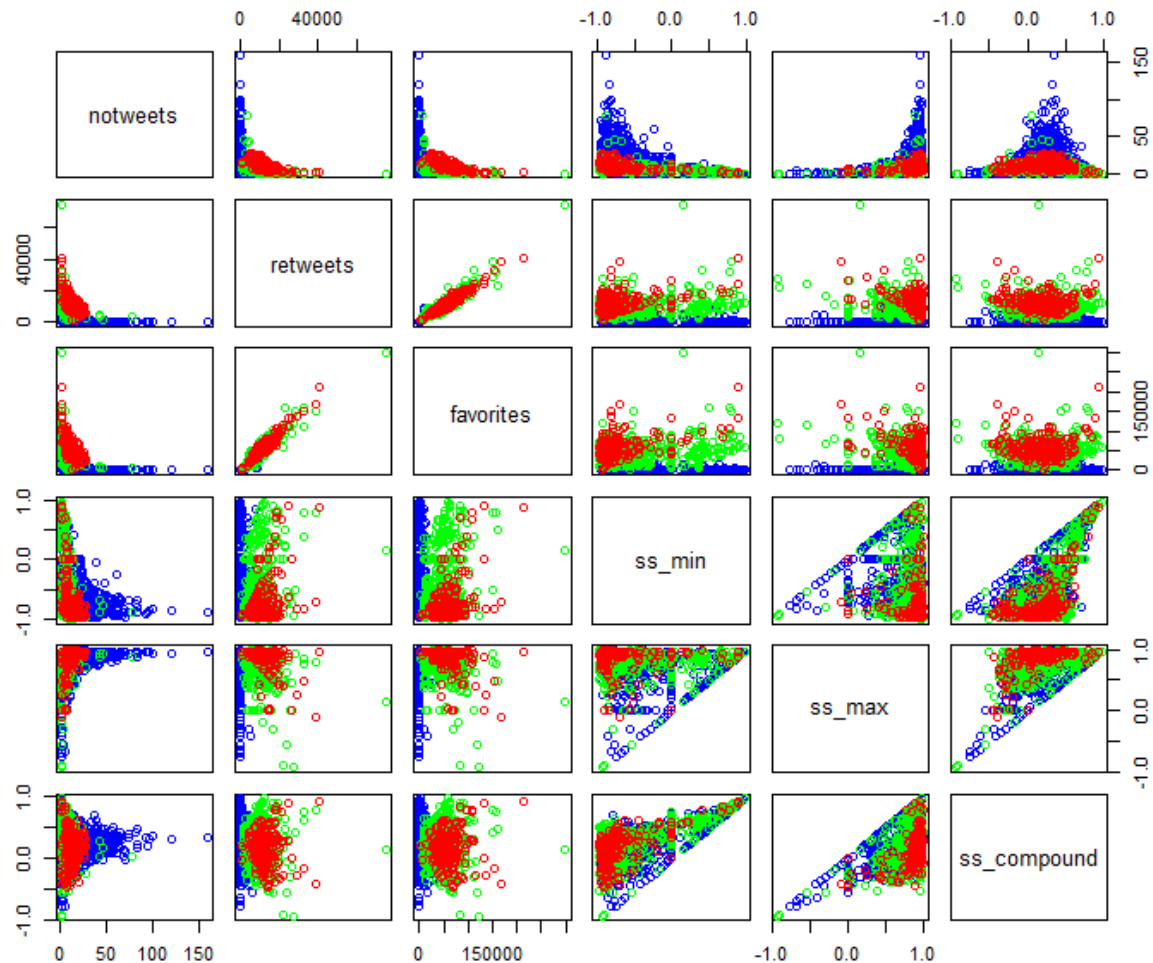 0 40000 -1.0 0.0 1.0 -1.0 0.0 1.0
notweets 0 50 150
0 40000 retweets
favorites 0 150000
-1.0 0.0 1.0 ss_min
ss_max -1.0 0.0 1.0
-1.0 0.0 1.0 ss_compound
0 50 100 150 0 150000 -1.0 0.0 1.0